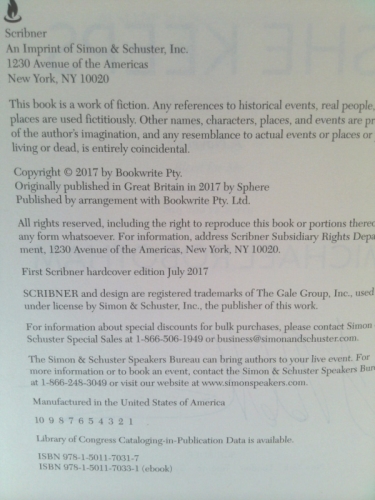 Scribner
An Imprint of Simon & Schuster, Inc.
1230 Avenue of the Americas
New York, NY 10020
This book is a work of fiction. Any references to historical events, real people,
places are used fictitiously. Other names, characters, places, and events are pr
of the author's imagination, and any resemblance to actual events or places or
living or dead, is entirely coincidental.
Copyright © 2017 by Bookwrite Pty.
Originally published in Great Britain in 2017 by Sphere
Published by arrangement with Bookwrite Pty. Ltd.
All rights reserved, including the right to reproduce this book or portions thereo
any form whatsoever. For information, address Scribner Subsidiary Rights Depa
ment, 1230 Avenue of the Americas, New York, NY 10020.
First Scribner hardcover edition July 2017
SCRIBNER and design are registered trademarks of The Gale Group, Inc., used
under license by Simon & Schuster, Inc., the publisher of this work.
For information about special discounts for bulk purchases, please contact Simon
Schuster Special Sales at 1-866-506-1949 or business@simonandschuster.com.
The Simon & Schuster Speakers Bureau can bring authors to your live event. For
more information or to book an event, contact the Simon & Schuster Speakers Bur
at 1-866-248-3049 or visit our website at www.simonspeakers.com.
Manufactured in the United States of America
10 9 8 7 6 5 4 3 2 1
Library of Congress Cataloging-in-Publication Data is available.
ISBN 978-1-5011-7031-7
ISBN 978-1-5011-7033-1 (ebook)